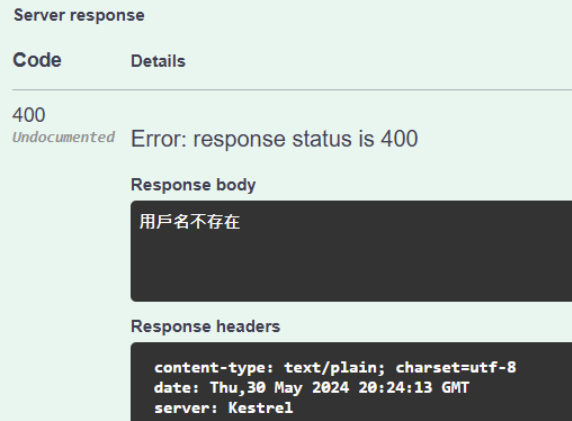 Server response
Code Details
400
Undocumented Error: response status is 400
Response body
用戶名不存在
Response headers
content-type: text/plain; charset=utf-8
date: Thu,30 May 2024 20:24:13 GMT
server: Kestrel